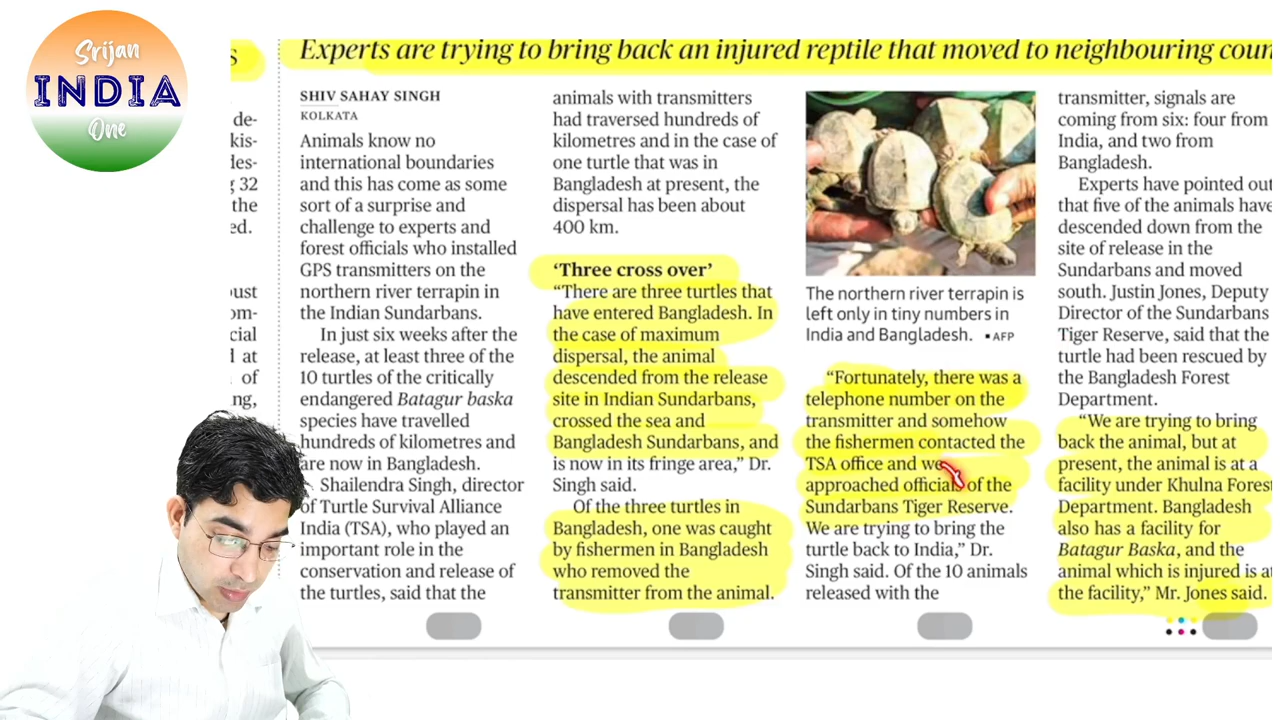 Srijan
INDIA
One
S
de-
kis-
des-
g 32
the
ed.
oust
om-
cial
d at
of
ng,
Experts are trying to bring back an injured reptile that moved to neighbouring coun
SHIV SAHAY SINGH
KOLKATA
Animals know no
international boundaries
and this has come as some
sort of a surprise and
challenge to experts and
forest officials who installed
GPS transmitters on the
northern river terrapin in
the Indian Sundarbans.
In just six weeks after the
release, at least three of the
10 turtles of the critically
endangered Batagur baska
species have travelled
hundreds of kilometres and
are now in Bangladesh.
Shailendra Singh, director
of Turtle Survival Alliance
India (TSA), who played an
important role in the
conservation and release of
the turtles, said that the
animals with transmitters
had traversed hundreds of
kilometres and in the case of
one turtle that was in
Bangladesh at present, the
dispersal has been about
400 km.
‘Three cross over’
“There are three turtles that
have entered Bangladesh. In
the case of maximum
dispersal, the animal
descended from the release
site in Indian Sundarbans,
crossed the sea and
Bangladesh Sundarbans, and
is now in its fringe area,” Dr.
Singh said.
Of the three turtles in
Bangladesh, one was caught
by fishermen in Bangladesh
who removed the
transmitter from the animal.
The northern river terrapin is
left only in tiny numbers in
India and Bangladesh. ▪ AFP
“Fortunately, there was a
telephone number on the
transmitter and somehow
the fishermen contacted the
TSA office and we
approached officials of the
Sundarbans Tiger Reserve.
We are trying to bring the
turtle back to India,” Dr.
Singh said. Of the 10 animals
released with the
transmitter, signals are
coming from six: four from
India, and two from
Bangladesh.
Experts have pointed out
that five of the animals have
descended down from the
site of release in the
Sundarbans and moved
south. Justin Jones, Deputy
Director of the Sundarbans
Tiger Reserve, said that the
turtle had been rescued by
the Bangladesh Forest
Department.
“We are trying to bring
back the animal, but at
present, the animal is at a
facility under Khulna Forest
Department. Bangladesh
also has a facility for
Batagur Baska, and the
animal which is injured is at
the facility,” Mr. Jones said.